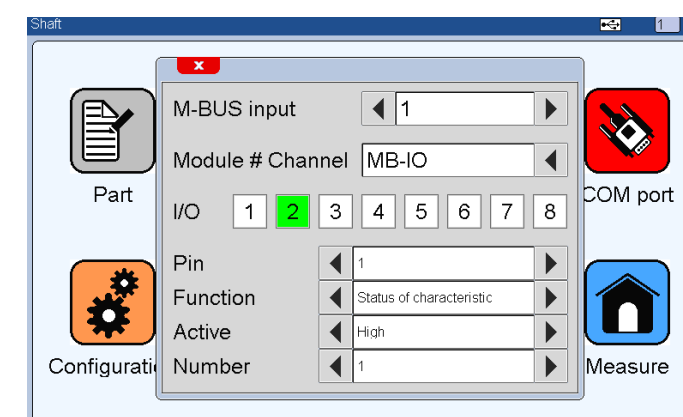 Shaft
1
x
M-BUS input 1
Module # Channel MB-IO
Part
COM port
I/O 1 2 3 4 5 6 7 8
Pin 1
Function Status of characteristic
Active High
Configurati
Number 1
Measure